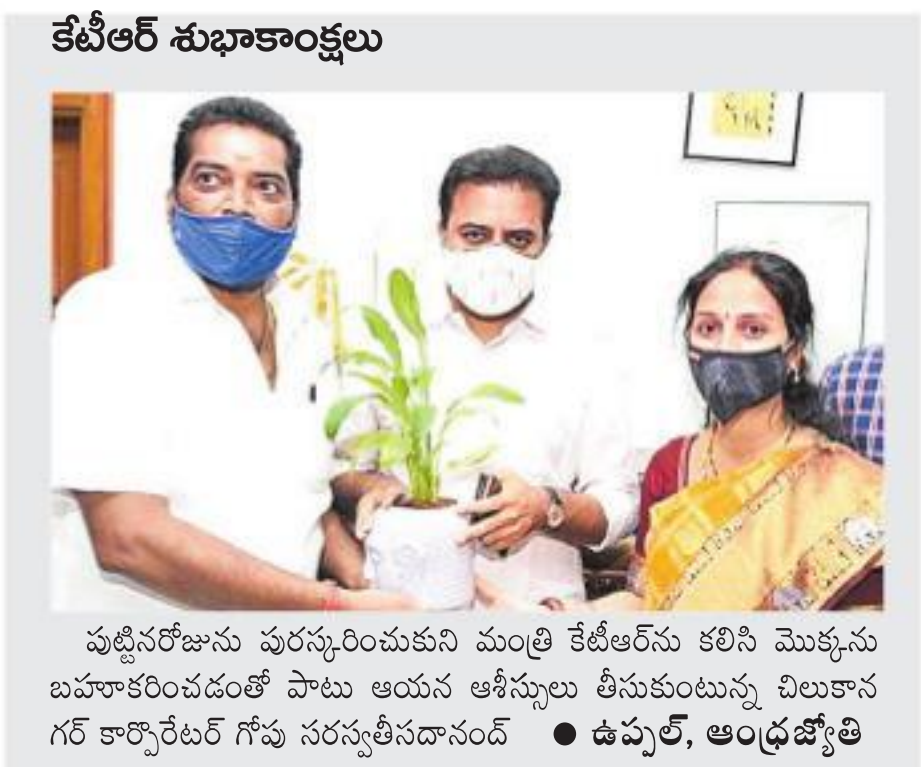 కేటీఆర్ శుభాకాంక్షలు
పుట్టినరోజును పురస్కరించుకుని మంత్రి కేటీఆర్‌ను కలిసి మొక్కను
బహూకరించడంతో పాటు ఆయన ఆశీస్సులు తీసుకుంటున్న చిలుకాన
గర్ కార్పొరేటర్ గోపు సరస్వతీసదానంద్ ● ఉప్పల్, ఆంధ్రజ్యోతి